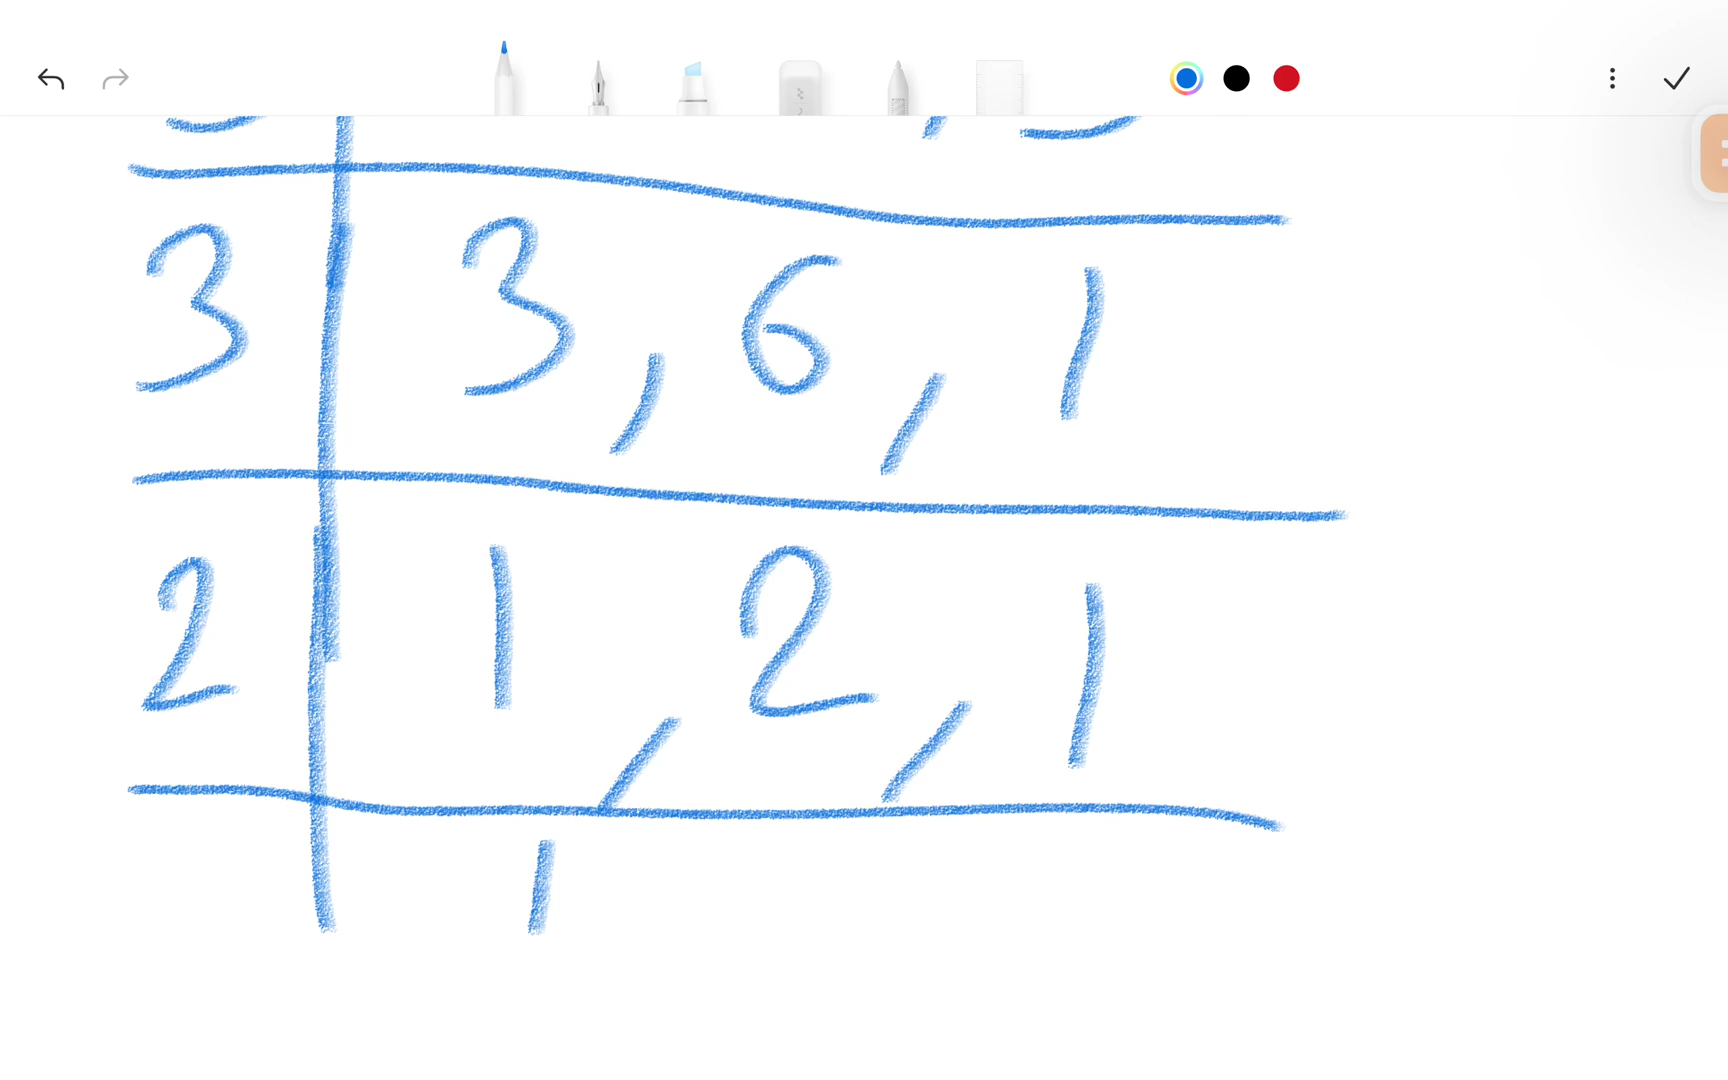 3 3, 6, 1
2 1, 2, 1
1